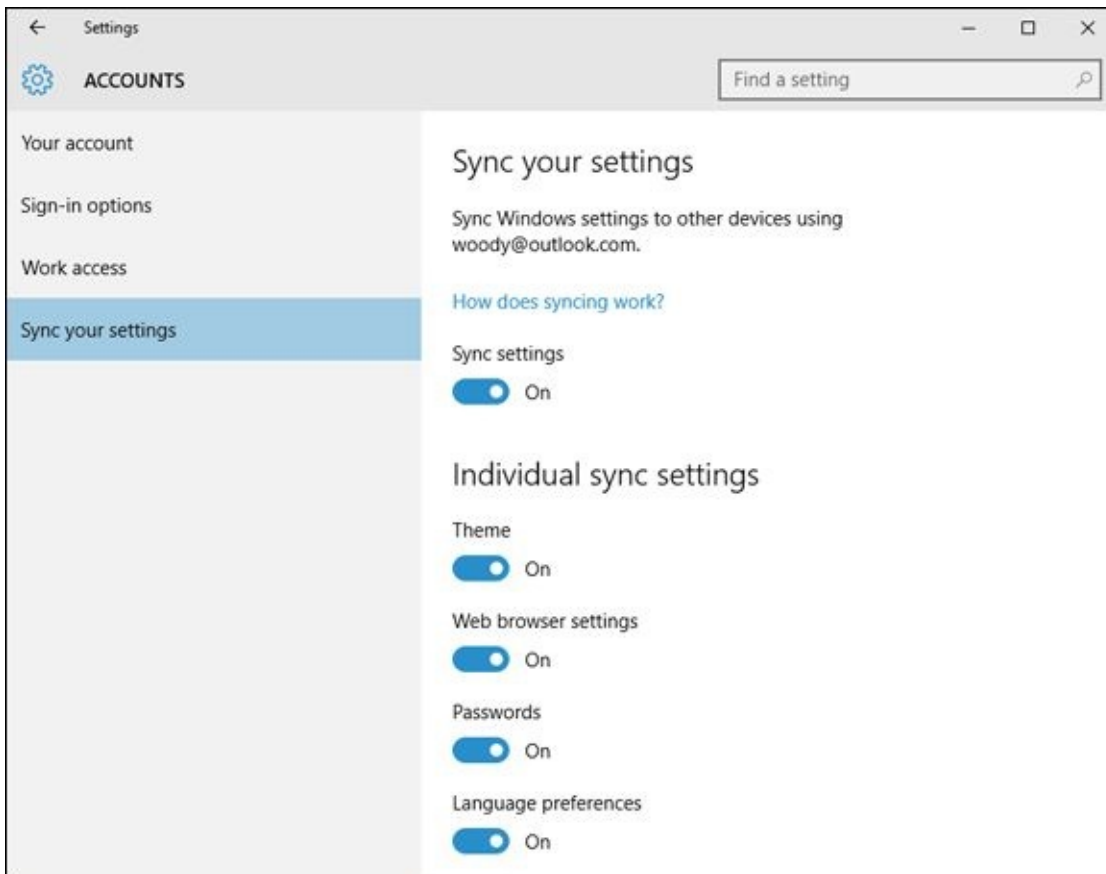 Settings
ACCOUNTS
Find a setting
Your account
Sign-in options
Work access
Sync your settings
Sync your settings
Sync Windows settings to other devices using
woody@outlook.com.
How does syncing work?
Sync settings
On
Individual sync settings
Theme
On
Web browser settings
On
Passwords
On
Language preferences
On